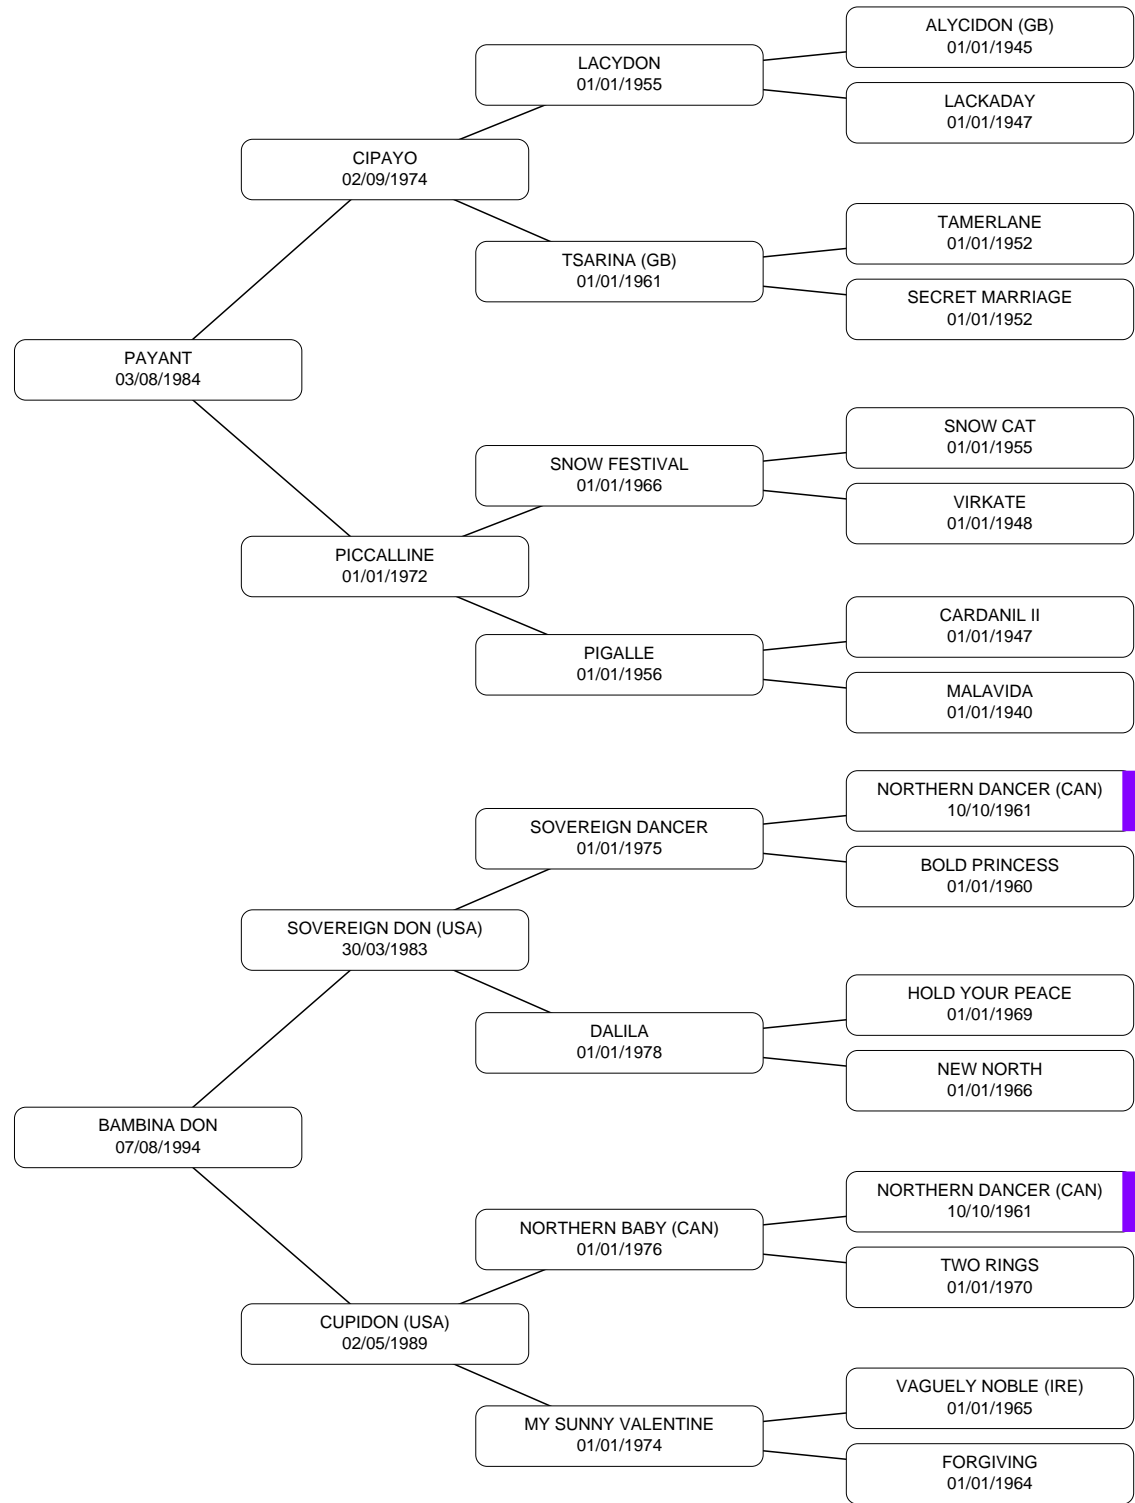 ALYCIDON (GB)
01/01/1945
LACYDON
01/01/1955
LACKADAY
01/01/1947
CIPAYO
02/09/1974
TAMERLANE
01/01/1952
TSARINA (GB)
01/01/1961
SECRET MARRIAGE
01/01/1952
PAYANT
03/08/1984
SNOW CAT
01/01/1955
SNOW FESTIVAL
01/01/1966
VIRKATE
01/01/1948
PICCALLINE
01/01/1972
CARDANIL II
01/01/1947
PIGALLE
01/01/1956
MALAVIDA
01/01/1940
NORTHERN DANCER (CAN)
10/10/1961
SOVEREIGN DANCER
01/01/1975
BOLD PRINCESS
01/01/1960
SOVEREIGN DON (USA)
30/03/1983
HOLD YOUR PEACE
01/01/1969
DALILA
01/01/1978
NEW NORTH
01/01/1966
BAMBINA DON
07/08/1994
NORTHERN DANCER (CAN)
10/10/1961
NORTHERN BABY (CAN)
01/01/1976
TWO RINGS
01/01/1970
CUPIDON (USA)
02/05/1989
VAGUELY NOBLE (IRE)
01/01/1965
MY SUNNY VALENTINE
01/01/1974
FORGIVING
01/01/1964